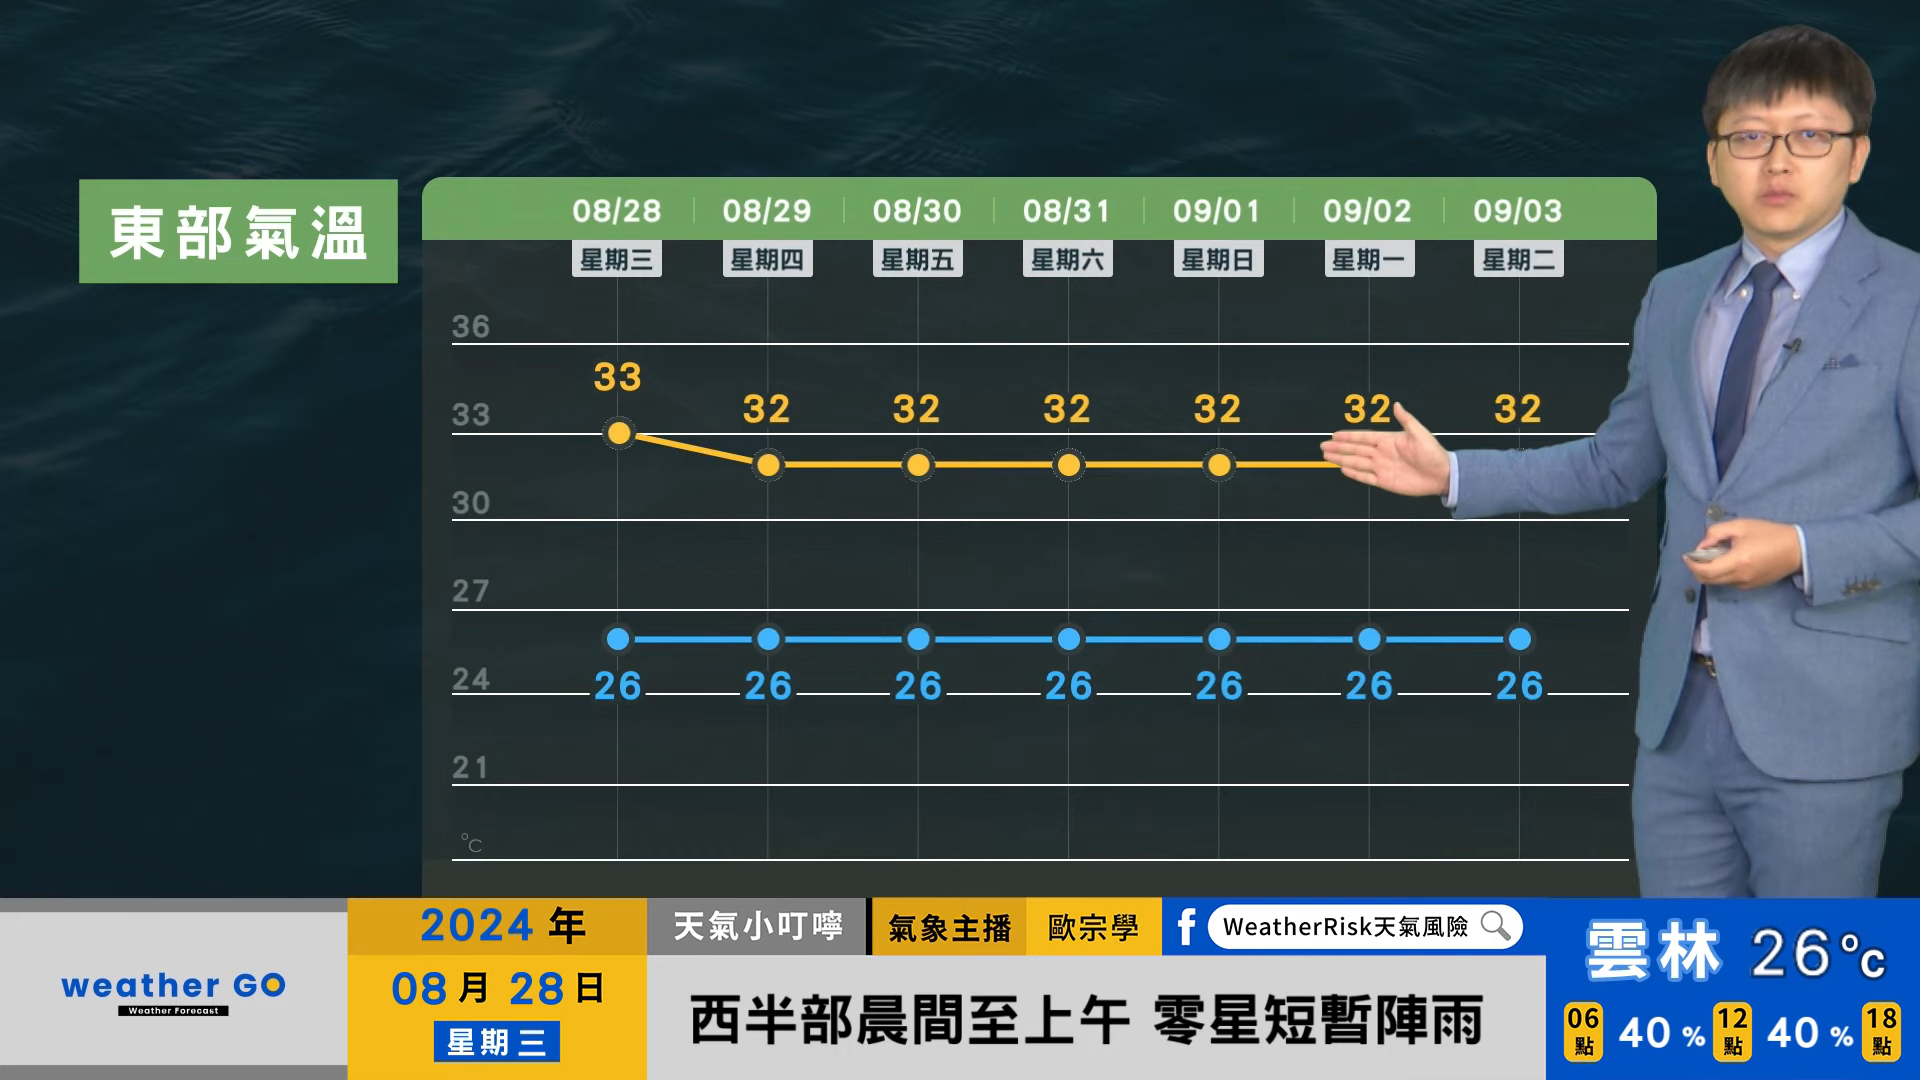 東部氣溫
08/28 08/29 08/30 08/31 09/01 09/02 09/03
星期三 星期四 星期五 星期六 星期日 星期一 星期二
36
33 32 32 32 32 32 32
33
30
27
24 26 26 26 26 26 26 26
21
°C
weather GO
Weather Forecast
2024 年
08 月 28 日
星期三
天氣小叮嚀
氣象主播 歐宗學
f WeatherRisk天氣風險
西半部晨間至上午 零星短暫陣雨
雲林 26°C
06點 40% 12點 40% 18點